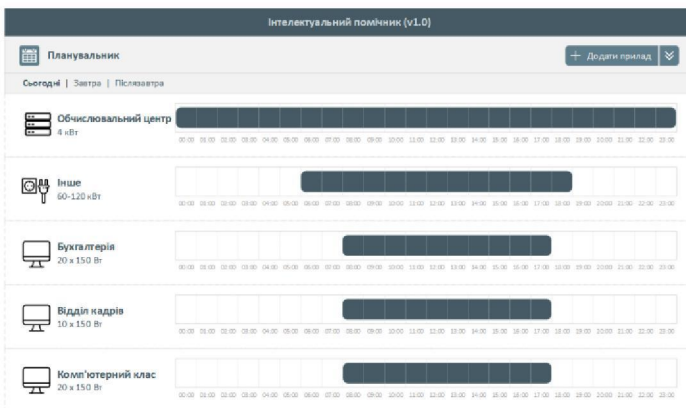 Інтелектуальний помічник (v1.0)
Планувальник
+ Додати прилад
Сьогодні | Завтра | Післязавтра
Обчислювальний центр
4 кВт
00:00 01:00 02:00 03:00 04:00 05:00 06:00 07:00 08:00 09:00 10:00 11:00 12:00 13:00 14:00 15:00 16:00 17:00 18:00 19:00 20:00 21:00 22:00 23:00
Інше
60-120 кВт
00:00 01:00 02:00 03:00 04:00 05:00 06:00 07:00 08:00 09:00 10:00 11:00 12:00 13:00 14:00 15:00 16:00 17:00 18:00 19:00 20:00 21:00 22:00 23:00
Бухгалтерія
20 x 150 Вт
00:00 01:00 02:00 03:00 04:00 05:00 06:00 07:00 08:00 09:00 10:00 11:00 12:00 13:00 14:00 15:00 16:00 17:00 18:00 19:00 20:00 21:00 22:00 23:00
Відділ кадрів
10 x 150 Вт
00:00 01:00 02:00 03:00 04:00 05:00 06:00 07:00 08:00 09:00 10:00 11:00 12:00 13:00 14:00 15:00 16:00 17:00 18:00 19:00 20:00 21:00 22:00 23:00
Комп'ютерний клас
20 x 150 Вт
00:00 01:00 02:00 03:00 04:00 05:00 06:00 07:00 08:00 09:00 10:00 11:00 12:00 13:00 14:00 15:00 16:00 17:00 18:00 19:00 20:00 21:00 22:00 23:00